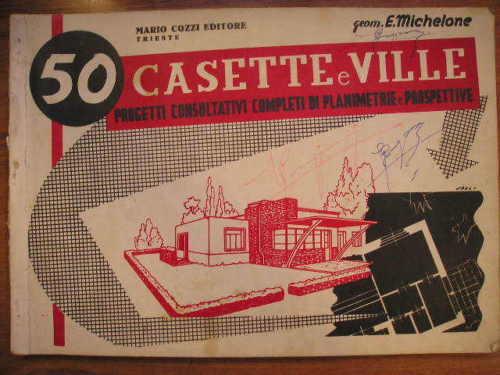 MARIO COZZI EDITORE
TRIESTE
geom. E. Michelone
50 CASETTE e VILLE
PROGETTI CONSULTATIVI COMPLETI DI PLANIMETRIE e PROSPETTIVE